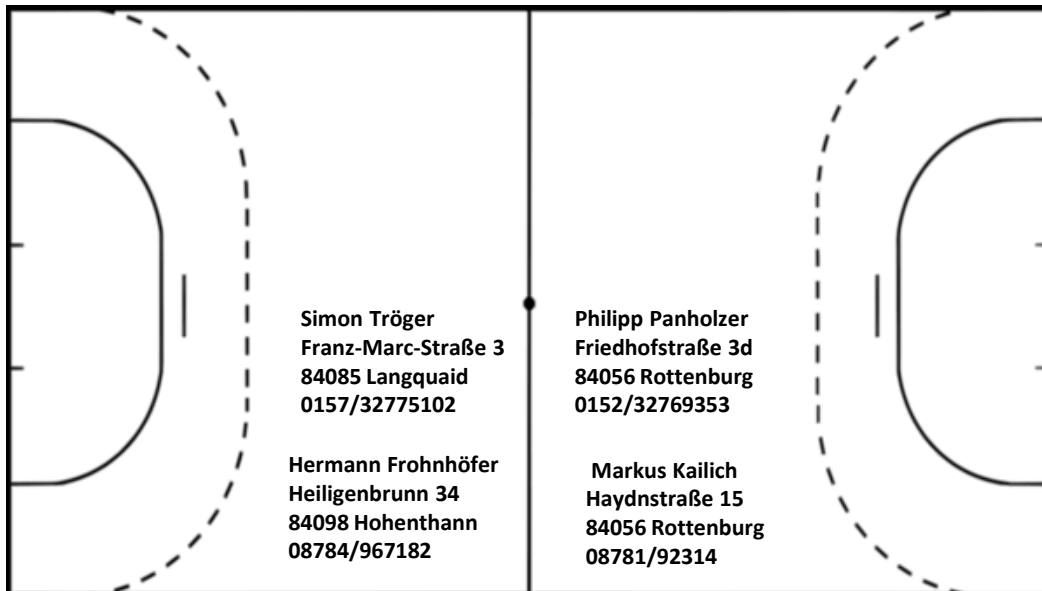 Simon Tröger
Franz-Marc-Straße 3
84085 Langquaid
0157/32775102
Philipp Panholzer
Friedhofstraße 3d
84056 Rottenburg
0152/32769353
Hermann Frohnhöfer
Heiligenbrunn 34
84098 Hohenthann
08784/967182
Markus Kailich
Haydnstraße 15
84056 Rottenburg
08781/92314